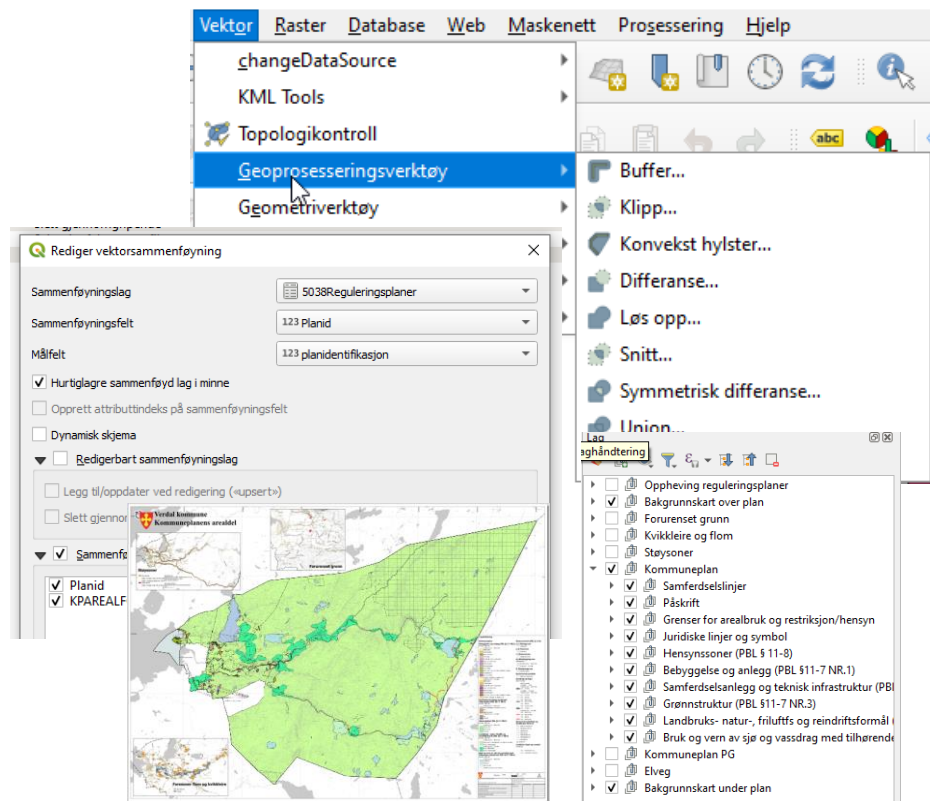 Vektor Raster Database Web Maskenett Prosessering Hjelp
changeDataSource
KML Tools
Topologikontroll
Geoprosesseringsverktøy
Geometriverktøy
abc
Buffer...
Klipp...
Konvekst hylster...
Differanse...
Løs opp...
Snitt...
Symmetrisk differanse...
Union...
Rediger vektorsammenføyning
Sammenføyningslag
5038Reguleringsplaner
Sammenføyningsfelt
123 Planid
Målfelt
123 planidentifikasjon
Hurtiglagre sammenføyd lag i minne
Opprett attributtindeks på sammenføyningsfelt
Dynamisk skjema
Redigerbart sammenføyningslag
Legg til/oppdater ved redigering («upsert»)
Slett gjennom
Sammenfø
Planid
KPAREALF
Verdal kommune
Kommuneplanens arealdel
Lag
aghåndtering
Oppheving reguleringsplaner
Bakgrunnskart over plan
Forurenset grunn
Kvikkleire og flom
Støysoner
Kommuneplan
Samferdselslinjer
Påskrift
Grenser for arealbruk og restriksjon/hensyn
Juridiske linjer og symbol
Hensynssoner (PBL § 11-8)
Bebyggelse og anlegg (PBL §11-7 NR.1)
Samferdselsanlegg og teknisk infrastruktur (PBl
Grønnstruktur (PBL §11-7 NR.3)
Landbruks- natur-, friluftfs og reindriftsformål
Bruk og vern av sjø og vassdrag med tilhørende
Kommuneplan PG
Elveg
Bakgrunnskart under plan